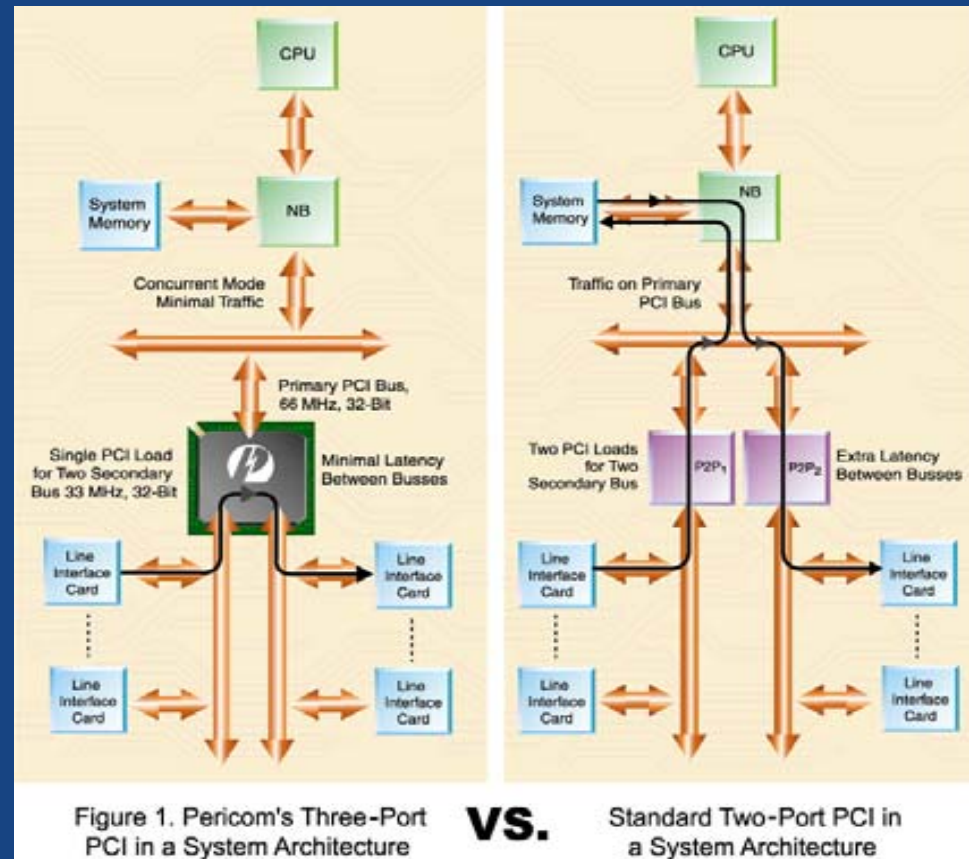 CPU
System
Memory
NB
Concurrent Mode
Minimal Traffic
Primary PCI Bus,
66 MHz, 32-Bit
Single PCI Load
for Two Secondary
Bus 33 MHz, 32-Bit
Minimal Latency
Between Busses
Line
Interface
Card
Line
Interface
Card
Line
Interface
Card
Line
Interface
Card
CPU
System
Memory
NB
Traffic on Primary
PCI Bus
Two PCI Loads
for Two
Secondary Bus
P2P1
P2P2
Extra Latency
Between Busses
Line
Interface
Card
Line
Interface
Card
Line
Interface
Card
Line
Interface
Card
Figure 1. Pericom's Three-Port
PCI in a System Architecture
VS.
Standard Two-Port PCI in
a System Architecture